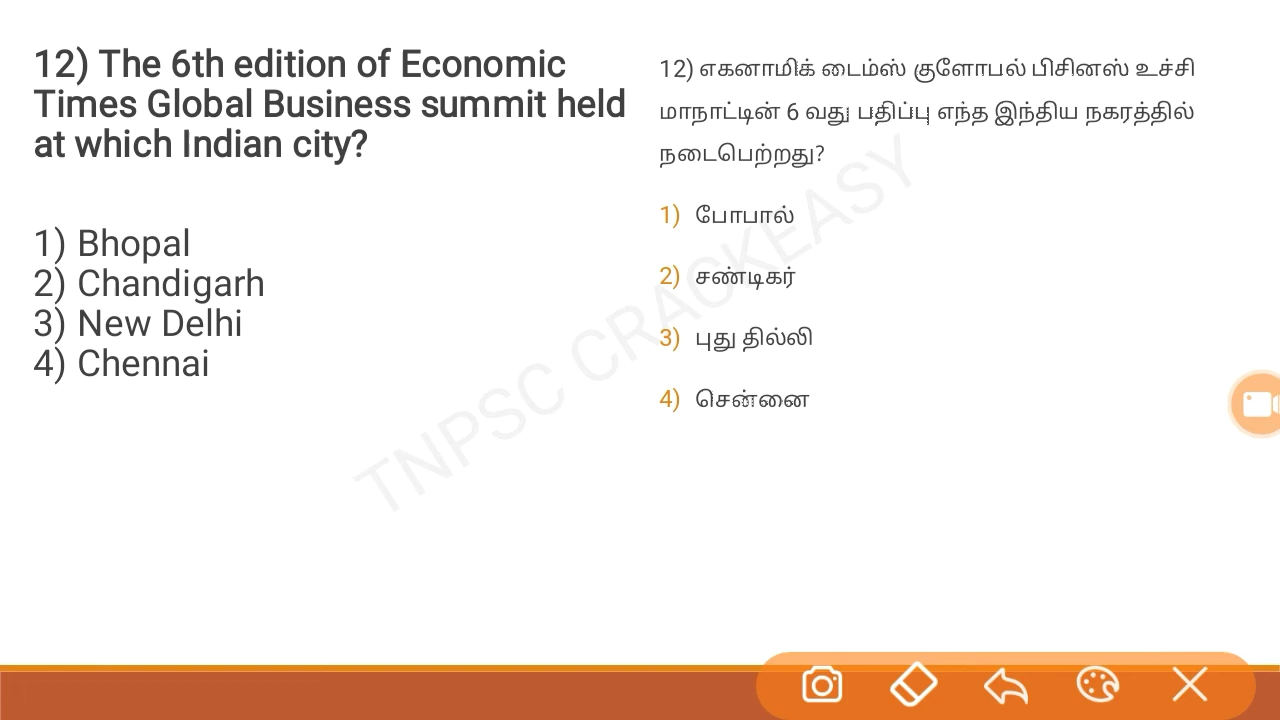 12) The 6th edition of Economic
Times Global Business summit held
at which Indian city?
1) Bhopal
2) Chandigarh
3) New Delhi
4) Chennai
12) எகனாமிக் டைம்ஸ் குளோபல் பிசினஸ் உச்சி
மாநாட்டின் 6 வது பதிப்பு எந்த இந்திய நகரத்தில்
நடைபெற்றது?
1) போபால்
2) சண்டிகர்
3) புது தில்லி
4) சென்னை
TNPSC CRACKEASY